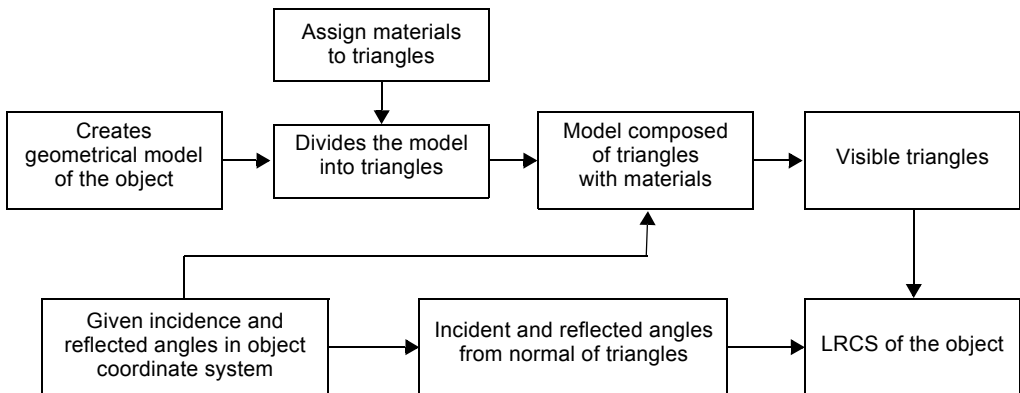 Assign materials
to triangles
Creates
geometrical model
of the object
Divides the model
into triangles
Model composed
of triangles
with materials
Visible triangles
Given incidence and
reflected angles in object
coordinate system
Incident and reflected angles
from normal of triangles
LRCS of the object